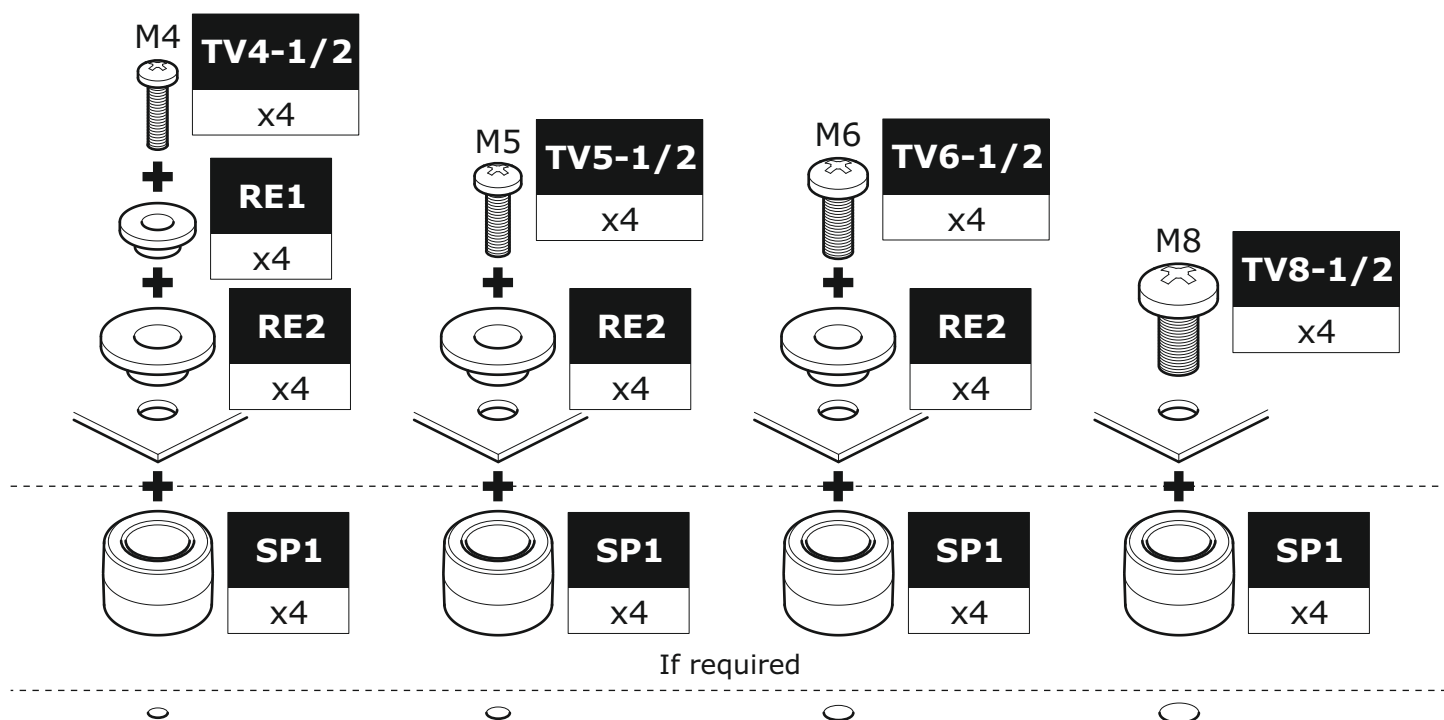 M4
TV4-1/2
x4
RE1
x4
RE2
x4
SP1
x4
M5
TV5-1/2
x4
RE2
x4
SP1
x4
M6
TV6-1/2
x4
RE2
x4
SP1
x4
M8
TV8-1/2
x4
SP1
x4
If required